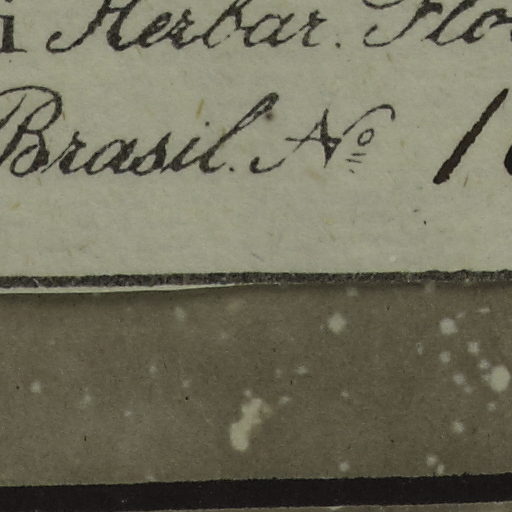 i Herbar. Flo
Brasil. Nº 1